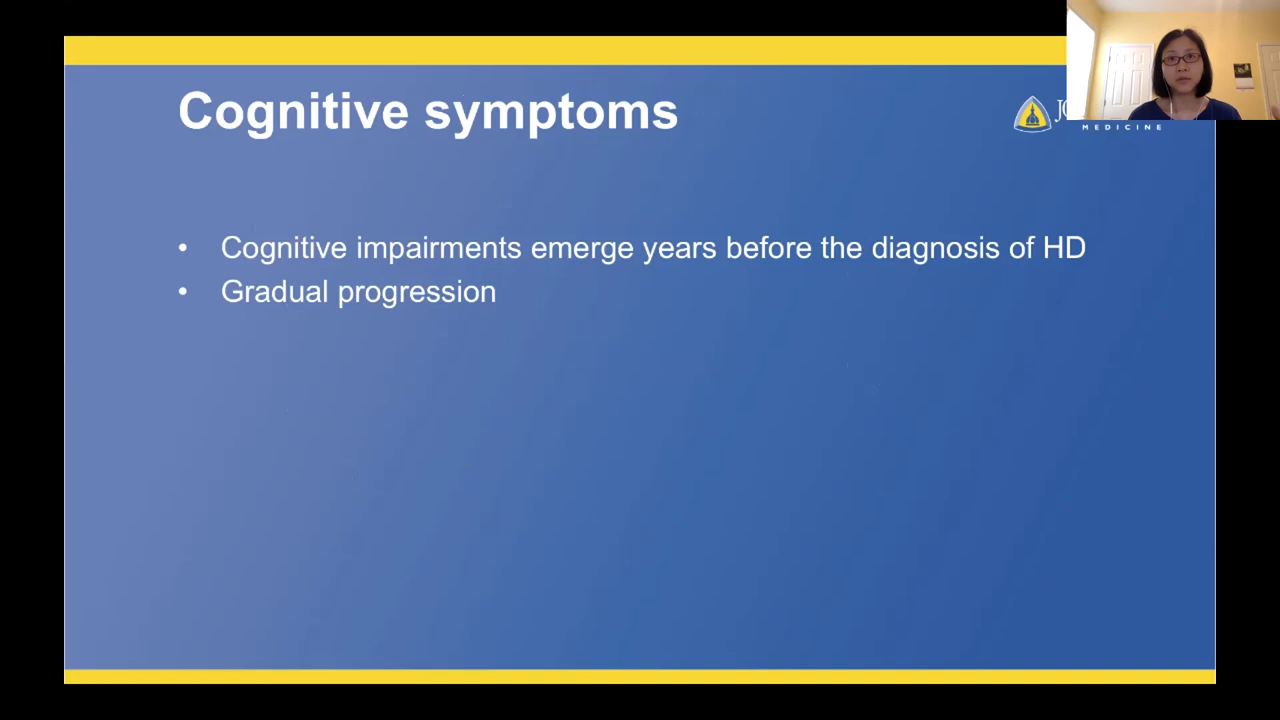 Cognitive symptoms
MEDICINE
• Cognitive impairments emerge years before the diagnosis of HD
• Gradual progression